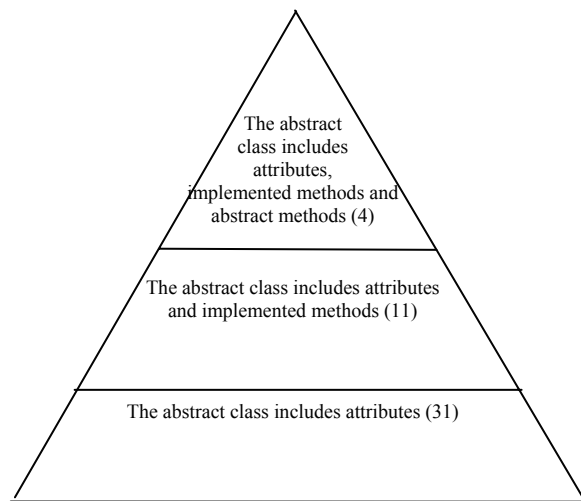 The abstract
class includes
attributes,
implemented methods and
abstract methods (4)
The abstract class includes attributes
and implemented methods (11)
The abstract class includes attributes (31)